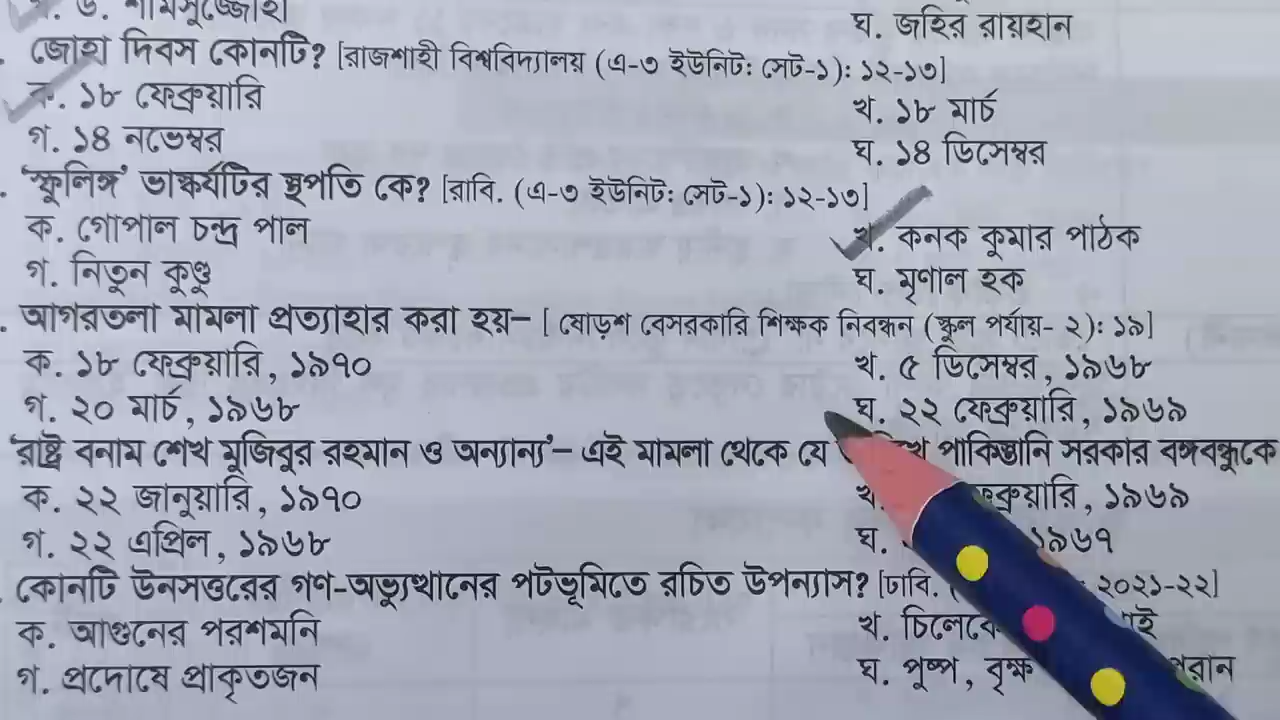 ড. শামসুজ্জোহা
ঘ. জহির রায়হান
জোহা দিবস কোনটি? [রাজশাহী বিশ্ববিদ্যালয় (এ-৩ ইউনিট: সেট-১): ১২-১৩]
ক. ১৮ ফেব্রুয়ারি
খ. ১৮ মার্চ
গ. ১৪ নভেম্বর
ঘ. ১৪ ডিসেম্বর
'স্ফুলিঙ্গ' ভাস্কর্যটির স্থপতি কে? [রাবি. (এ-৩ ইউনিট: সেট-১): ১২-১৩]
ক. গোপাল চন্দ্র পাল
খ. কনক কুমার পাঠক
গ. নিতুন কুণ্ডু
ঘ. মৃণাল হক
আগরতলা মামলা প্রত্যাহার করা হয়– [ ষোড়শ বেসরকারি শিক্ষক নিবন্ধন (স্কুল পর্যায়- ২): ১৯]
ক. ১৮ ফেব্রুয়ারি, ১৯৭০
খ. ৫ ডিসেম্বর, ১৯৬৮
গ. ২০ মার্চ, ১৯৬৮
ঘ. ২২ ফেব্রুয়ারি, ১৯৬৯
'রাষ্ট্র বনাম শেখ মুজিবুর রহমান ও অন্যান্য'– এই মামলা থেকে যে পাকিস্তানি সরকার বঙ্গবন্ধুকে
ক. ২২ জানুয়ারি, ১৯৭০
খ. ১৯৬৯
গ. ২২ এপ্রিল, ১৯৬৮
ঘ. ১৯৬৭
কোনটি উনসত্তরের গণ-অভ্যুত্থানের পটভূমিতে রচিত উপন্যাস? [ঢাবি. ( ২০২১-২২]
ক. আগুনের পরশমনি
খ.
গ. প্রদোষে প্রাকৃতজন
ঘ. পুষ্প, বৃক্ষ